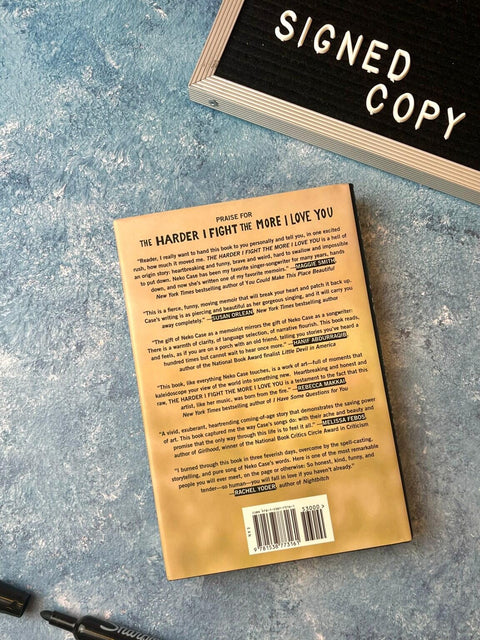 SIGNED
COPY
PRAISE FOR
THE HARDER I FIGHT THE MORE I LOVE YOU
"Reader, I really want to hand this book to you personally and tell you, in one excited
rush, how much it moved me. THE HARDER I FIGHT THE MORE I LOVE YOU is a hell of
an origin story: heartbreaking and funny, brave and weird, hard to swallow and impossible
to put down. Neko Case has been my favorite singer-songwriter for many years, hands
down, and now she's written one of my favorite memoirs." —MAGGIE SMITH,
New York Times bestselling author of You Could Make This Place Beautiful
"This is a fierce, funny, moving memoir that will break your heart and patch it back up.
Case's writing is as piercing and beautiful as her gorgeous singing, and it will carry you
away completely." —SUSAN ORLEAN, New York Times bestselling author
"The gift of Neko Case as a memoirist mirrors the gift of Neko Case as a songwriter.
There is a warmth of clarity, of language selection, of narrative flourish. This book reads,
and feels, as if you are on a porch with an old friend, telling you stories you've heard a
hundred times but cannot wait to hear once more." —HANIF ABDURRAQIB,
author of the National Book Award finalist Little Devil in America
"This book, like everything Neko Case touches, is a work of art—full of moments that
kaleidoscope your view of the world into something new. Heartbreaking and honest and
raw, THE HARDER I FIGHT THE MORE I LOVE YOU is a testament to the fact that this
artist, like her music, was born from the fire." —REBECCA MAKKAI,
New York Times bestselling author of I Have Some Questions for You
"A vivid, exuberant, heartrending coming-of-age story that demonstrates the saving power
of art. This book captured me the way Case's songs do: with their ache and beauty and
promise that the only way through this life is to feel it all." —MELISSA FEBOS,
author of Girlhood, winner of the National Book Critics Circle Award in Criticism
"I burned through this book in three feverish days, overcome by the spell-casting,
storytelling, and pure song of Neko Case's words. Here is one of the most remarkable
people you will ever meet, on the page or otherwise: So honest, kind, funny, and
tender—so human—you will fall in love if you haven't already."
—RACHEL YODER, author of Nightbitch
53000
9 781538 773161